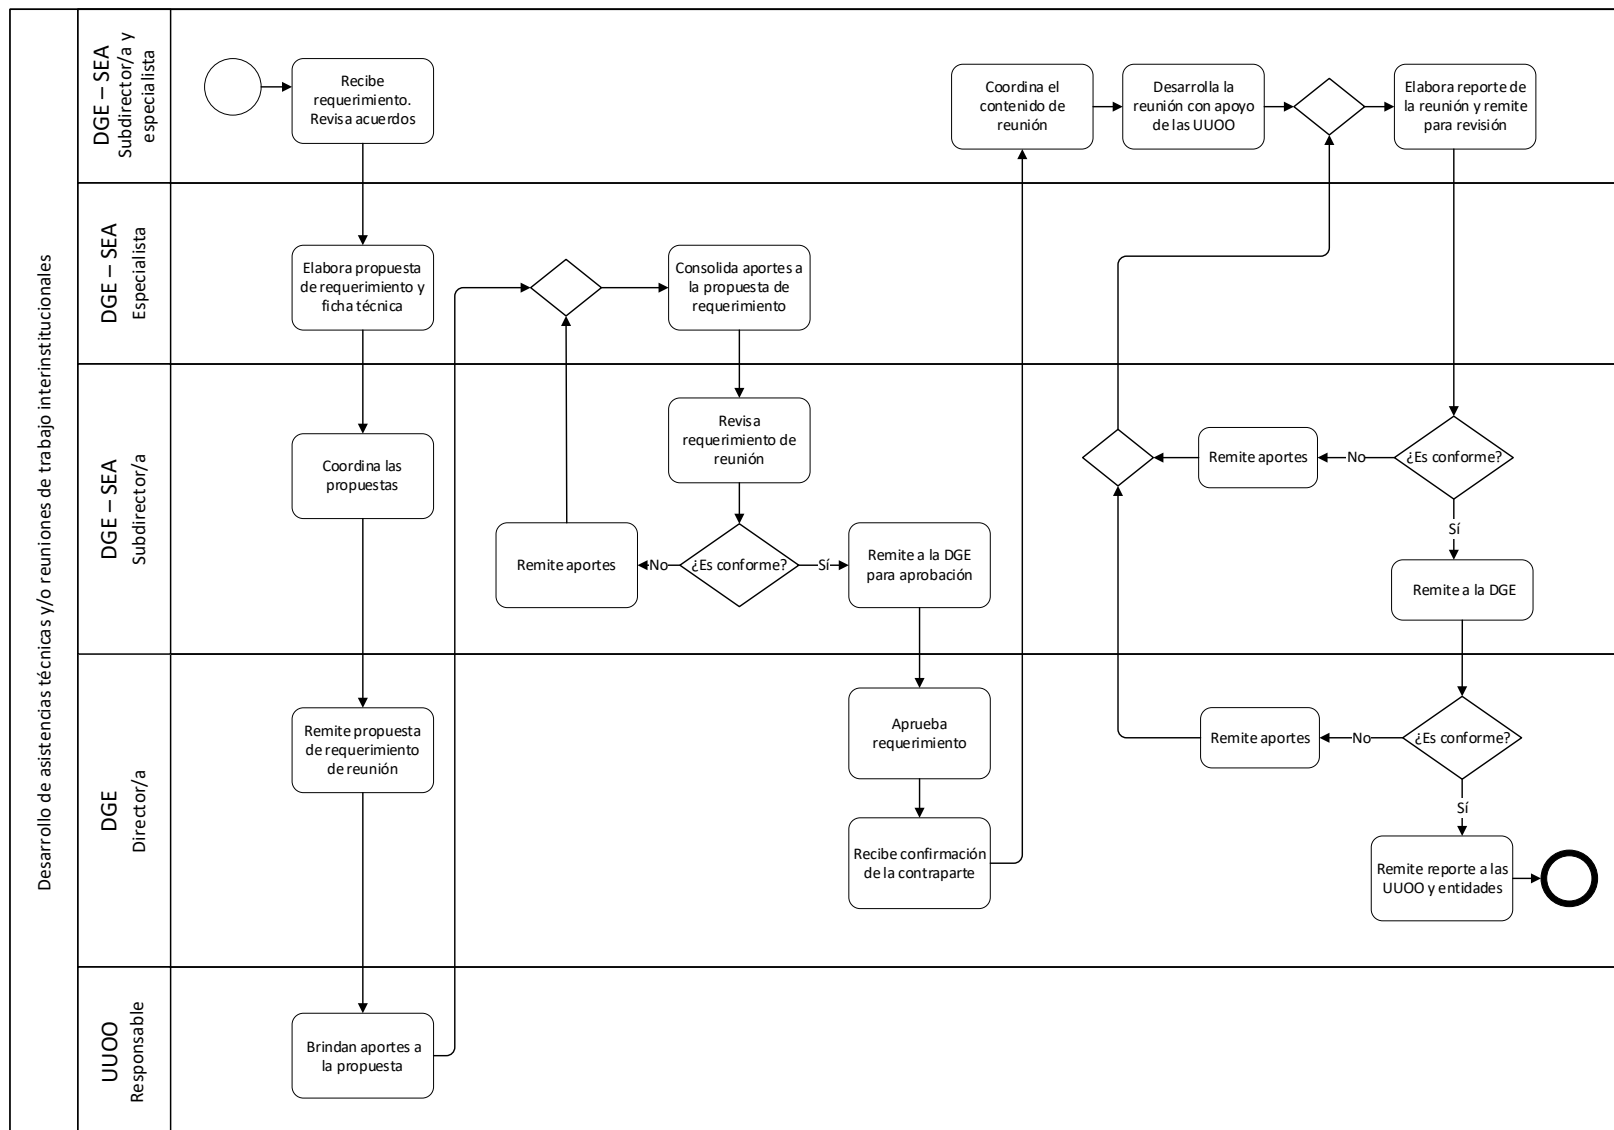 Desarrollo de asistencias técnicas y/o reuniones de trabajo interinstitucionales
DGE – SEA
Subdirector/a y
especialista
Recibe
requerimiento.
Revisa acuerdos
Coordina el
contenido de
reunión
Desarrolla la
reunión con apoyo
de las UUOO
Elabora reporte de
la reunión y remite
para revisión
DGE – SEA
Especialista
Elabora propuesta
de requerimiento y
ficha técnica
Consolida aportes a
la propuesta de
requerimiento
DGE – SEA
Subdirector/a
Coordina las
propuestas
Revisa
requerimiento de
reunión
Remite aportes
No
¿Es conforme?
Sí
Remite a la DGE
para aprobación
Remite aportes
No
¿Es conforme?
Sí
Remite a la DGE
DGE
Director/a
Remite propuesta
de requerimiento
de reunión
Aprueba
requerimiento
Recibe confirmación
de la contraparte
Remite aportes
No
¿Es conforme?
Sí
Remite reporte a las
UUOO y entidades
UUOO
Responsable
Brindan aportes a
la propuesta